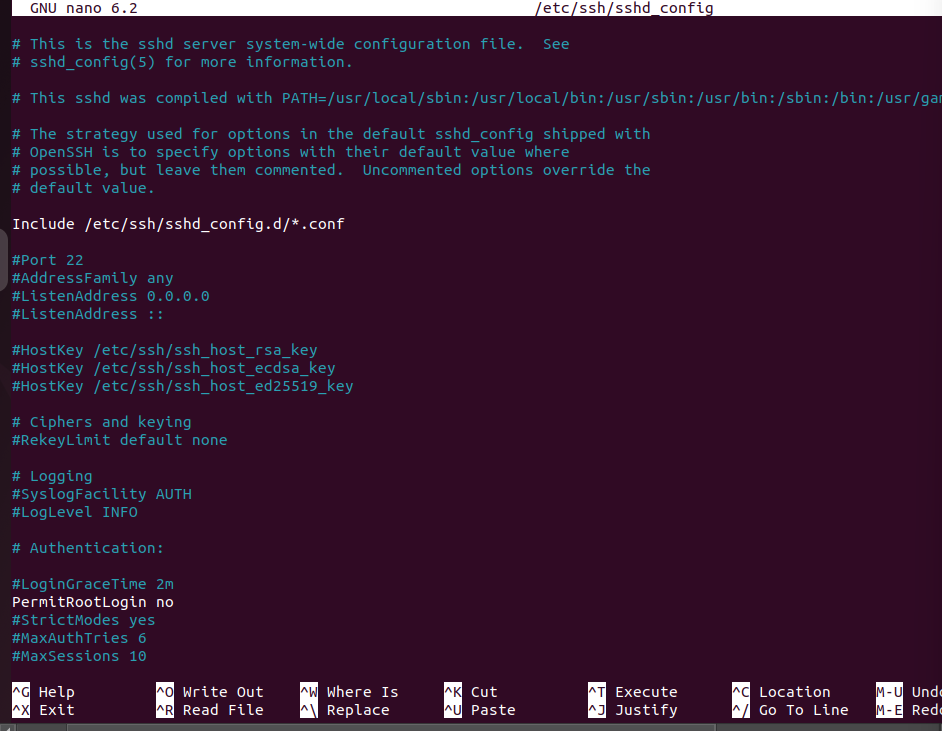 GNU nano 6.2 /etc/ssh/sshd_config
# This is the sshd server system-wide configuration file.  See
# sshd_config(5) for more information.
# This sshd was compiled with PATH=/usr/local/sbin:/usr/local/bin:/usr/sbin:/usr/bin:/sbin:/bin:/usr/gam
# The strategy used for options in the default sshd_config shipped with
# OpenSSH is to specify options with their default value where
# possible, but leave them commented.  Uncommented options override the
# default value.
Include /etc/ssh/sshd_config.d/*.conf
#Port 22
#AddressFamily any
#ListenAddress 0.0.0.0
#ListenAddress ::
#HostKey /etc/ssh/ssh_host_rsa_key
#HostKey /etc/ssh/ssh_host_ecdsa_key
#HostKey /etc/ssh/ssh_host_ed25519_key
# Ciphers and keying
#RekeyLimit default none
# Logging
#SyslogFacility AUTH
#LogLevel INFO
# Authentication:
#LoginGraceTime 2m
PermitRootLogin no
#StrictModes yes
#MaxAuthTries 6
#MaxSessions 10
^G Help ^O Write Out ^W Where Is ^K Cut ^T Execute ^C Location M-U Undo
^X Exit ^R Read File ^\ Replace ^U Paste ^J Justify ^/ Go To Line M-E Redo